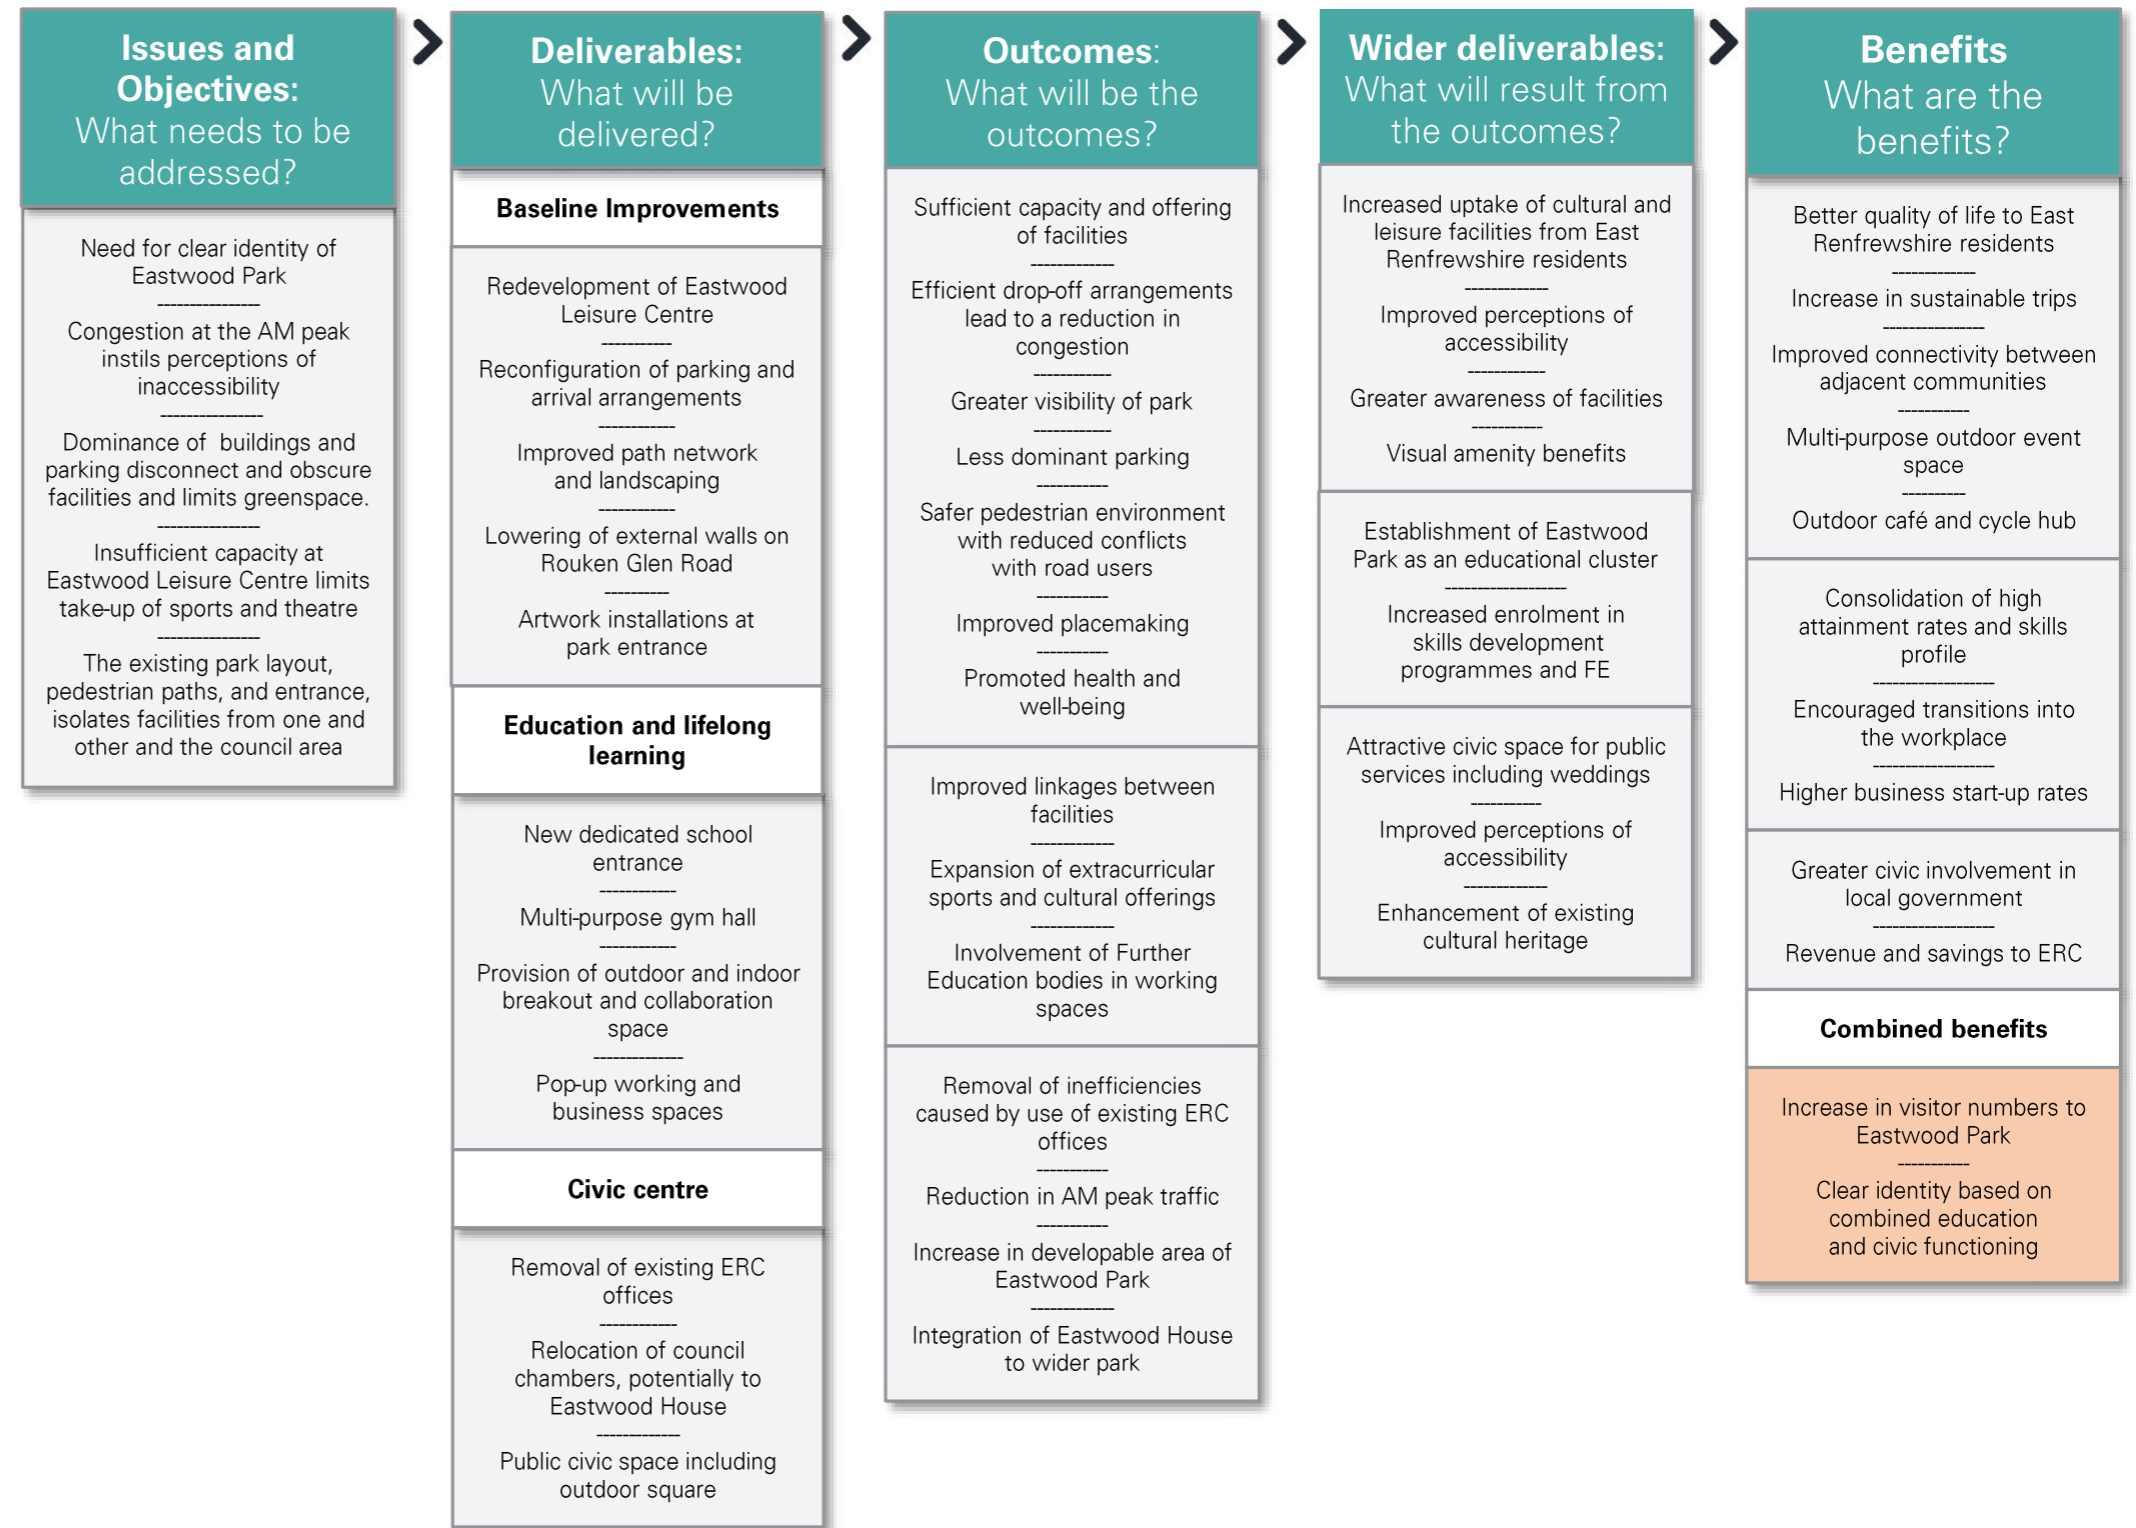 Issues and
Objectives:
What needs to be
addressed?
Need for clear identity of
Eastwood Park
----------------
Congestion at the AM peak
instils perceptions of
inaccessibility
----------------
Dominance of buildings and
parking disconnect and obscure
facilities and limits greenspace.
----------------
Insufficient capacity at
Eastwood Leisure Centre limits
take-up of sports and theatre
----------------
The existing park layout,
pedestrian paths, and entrance,
isolates facilities from one and
other and the council area
Deliverables:
What will be
delivered?
Baseline Improvements
Redevelopment of Eastwood
Leisure Centre
-----------
Reconfiguration of parking and
arrival arrangements
------------
Improved path network
and landscaping
------------
Lowering of external walls on
Rouken Glen Road
----------
Artwork installations at
park entrance
Education and lifelong
learning
New dedicated school
entrance
------------
Multi-purpose gym hall
------------
Provision of outdoor and indoor
breakout and collaboration
space
--------------
Pop-up working and
business spaces
Civic centre
Removal of existing ERC
offices
------------
Relocation of council
chambers, potentially to
Eastwood House
-------------
Public civic space including
outdoor square
Outcomes:
What will be the
outcomes?
Sufficient capacity and offering
of facilities
-------------
Efficient drop-off arrangements
lead to a reduction in
congestion
------------
Greater visibility of park
------------
Less dominant parking
-----------
Safer pedestrian environment
with reduced conflicts
with road users
-----------
Improved placemaking
-----------
Promoted health and
well-being
Improved linkages between
facilities
-------------
Expansion of extracurricular
sports and cultural offerings
-------------
Involvement of Further
Education bodies in working
spaces
Removal of inefficiencies
caused by use of existing ERC
offices
-----------
Reduction in AM peak traffic
-----------
Increase in developable area of
Eastwood Park
-------------
Integration of Eastwood House
to wider park
Wider deliverables:
What will result from
the outcomes?
Increased uptake of cultural and
leisure facilities from East
Renfrewshire residents
-------------
Improved perceptions of
accessibility
------------
Greater awareness of facilities
-----------
Visual amenity benefits
Establishment of Eastwood
Park as an educational cluster
-------------------
Increased enrolment in
skills development
programmes and FE
Attractive civic space for public
services including weddings
-----------
Improved perceptions of
accessibility
-------------
Enhancement of existing
cultural heritage
Benefits
What are the
benefits?
Better quality of life to East
Renfrewshire residents
-------------
Increase in sustainable trips
----------------
Improved connectivity between
adjacent communities
-----------
Multi-purpose outdoor event
space
----------
Outdoor café and cycle hub
Consolidation of high
attainment rates and skills
profile
-------------------
Encouraged transitions into
the workplace
-------------------
Higher business start-up rates
Greater civic involvement in
local government
-------------------
Revenue and savings to ERC
Combined benefits
Increase in visitor numbers to
Eastwood Park
-----------
Clear identity based on
combined education
and civic functioning